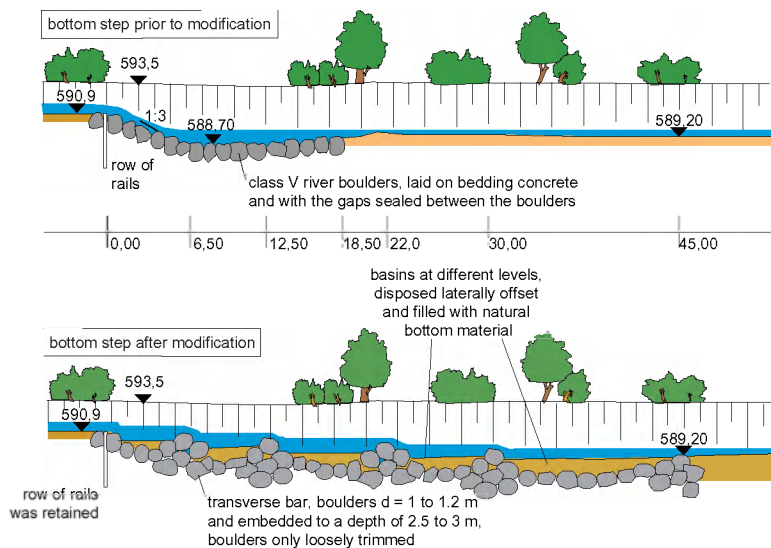 bottom step prior to modification
593,5
590,9
1:3
588,70
589,20
row of
rails
class V river boulders, laid on bedding concrete
and with the gaps sealed between the boulders
0,00
6,50
12,50
18,50
22,0
30,00
45,00
basins at different levels,
disposed laterally offset
and filled with natural
bottom material
bottom step after modification
593,5
590,9
589,20
row of rails
was retained
transverse bar, boulders d = 1 to 1.2 m
and embedded to a depth of 2.5 to 3 m,
boulders only loosely trimmed